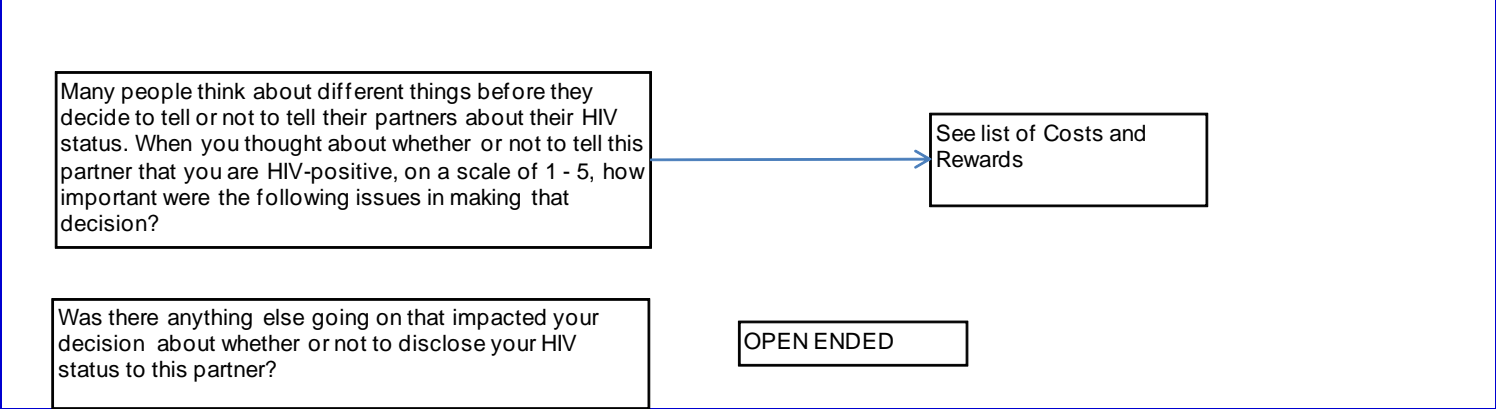 Many people think about different things before they
decide to tell or not to tell their partners about their HIV
status. When you thought about whether or not to tell this
partner that you are HIV-positive, on a scale of 1 - 5, how
important were the following issues in making that
decision?
See list of Costs and
Rewards
Was there anything else going on that impacted your
decision about whether or not to disclose your HIV
status to this partner?
OPEN ENDED